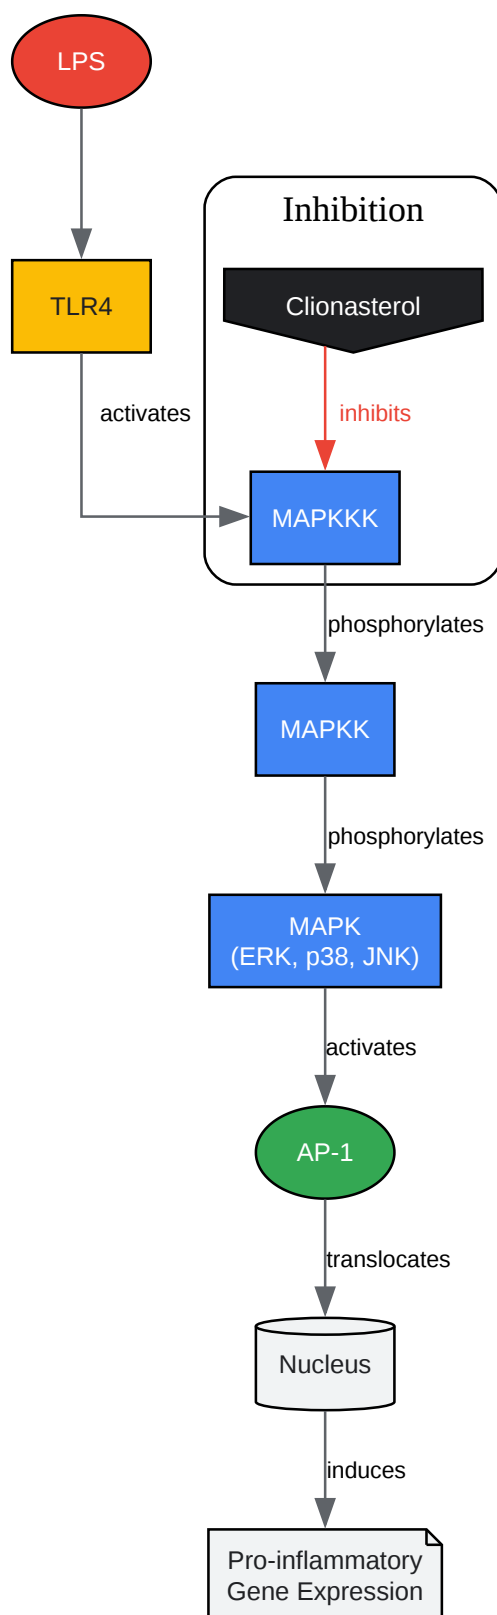 LPS
Inhibition
Clionasterol
TLR4
activates
inhibits
MAPKKK
phosphorylates
MAPKK
phosphorylates
MAPK
(ERK, p38, JNK)
activates
AP-1
translocates
Nucleus
induces
Pro-inflammatory
Gene Expression